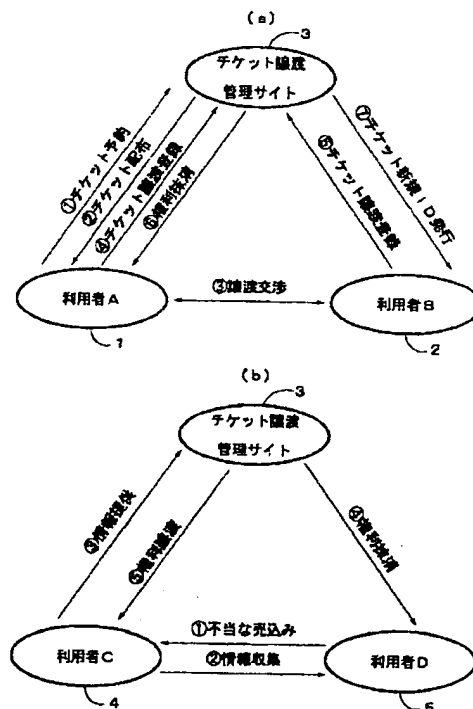 (a)
3
チケット譲渡
管理サイト
①チケット予約
②チケット配布
④チケット譲渡登録
⑥権利抹消
⑦チケット新規ID発行
⑤チケット譲渡登録
利用者A
③譲渡交渉
利用者B
1
2
(b)
3
チケット譲渡
管理サイト
③情報提供
⑤権利譲渡
④権利抹消
①不当な売込み
②情報収集
利用者C
利用者D
4
5